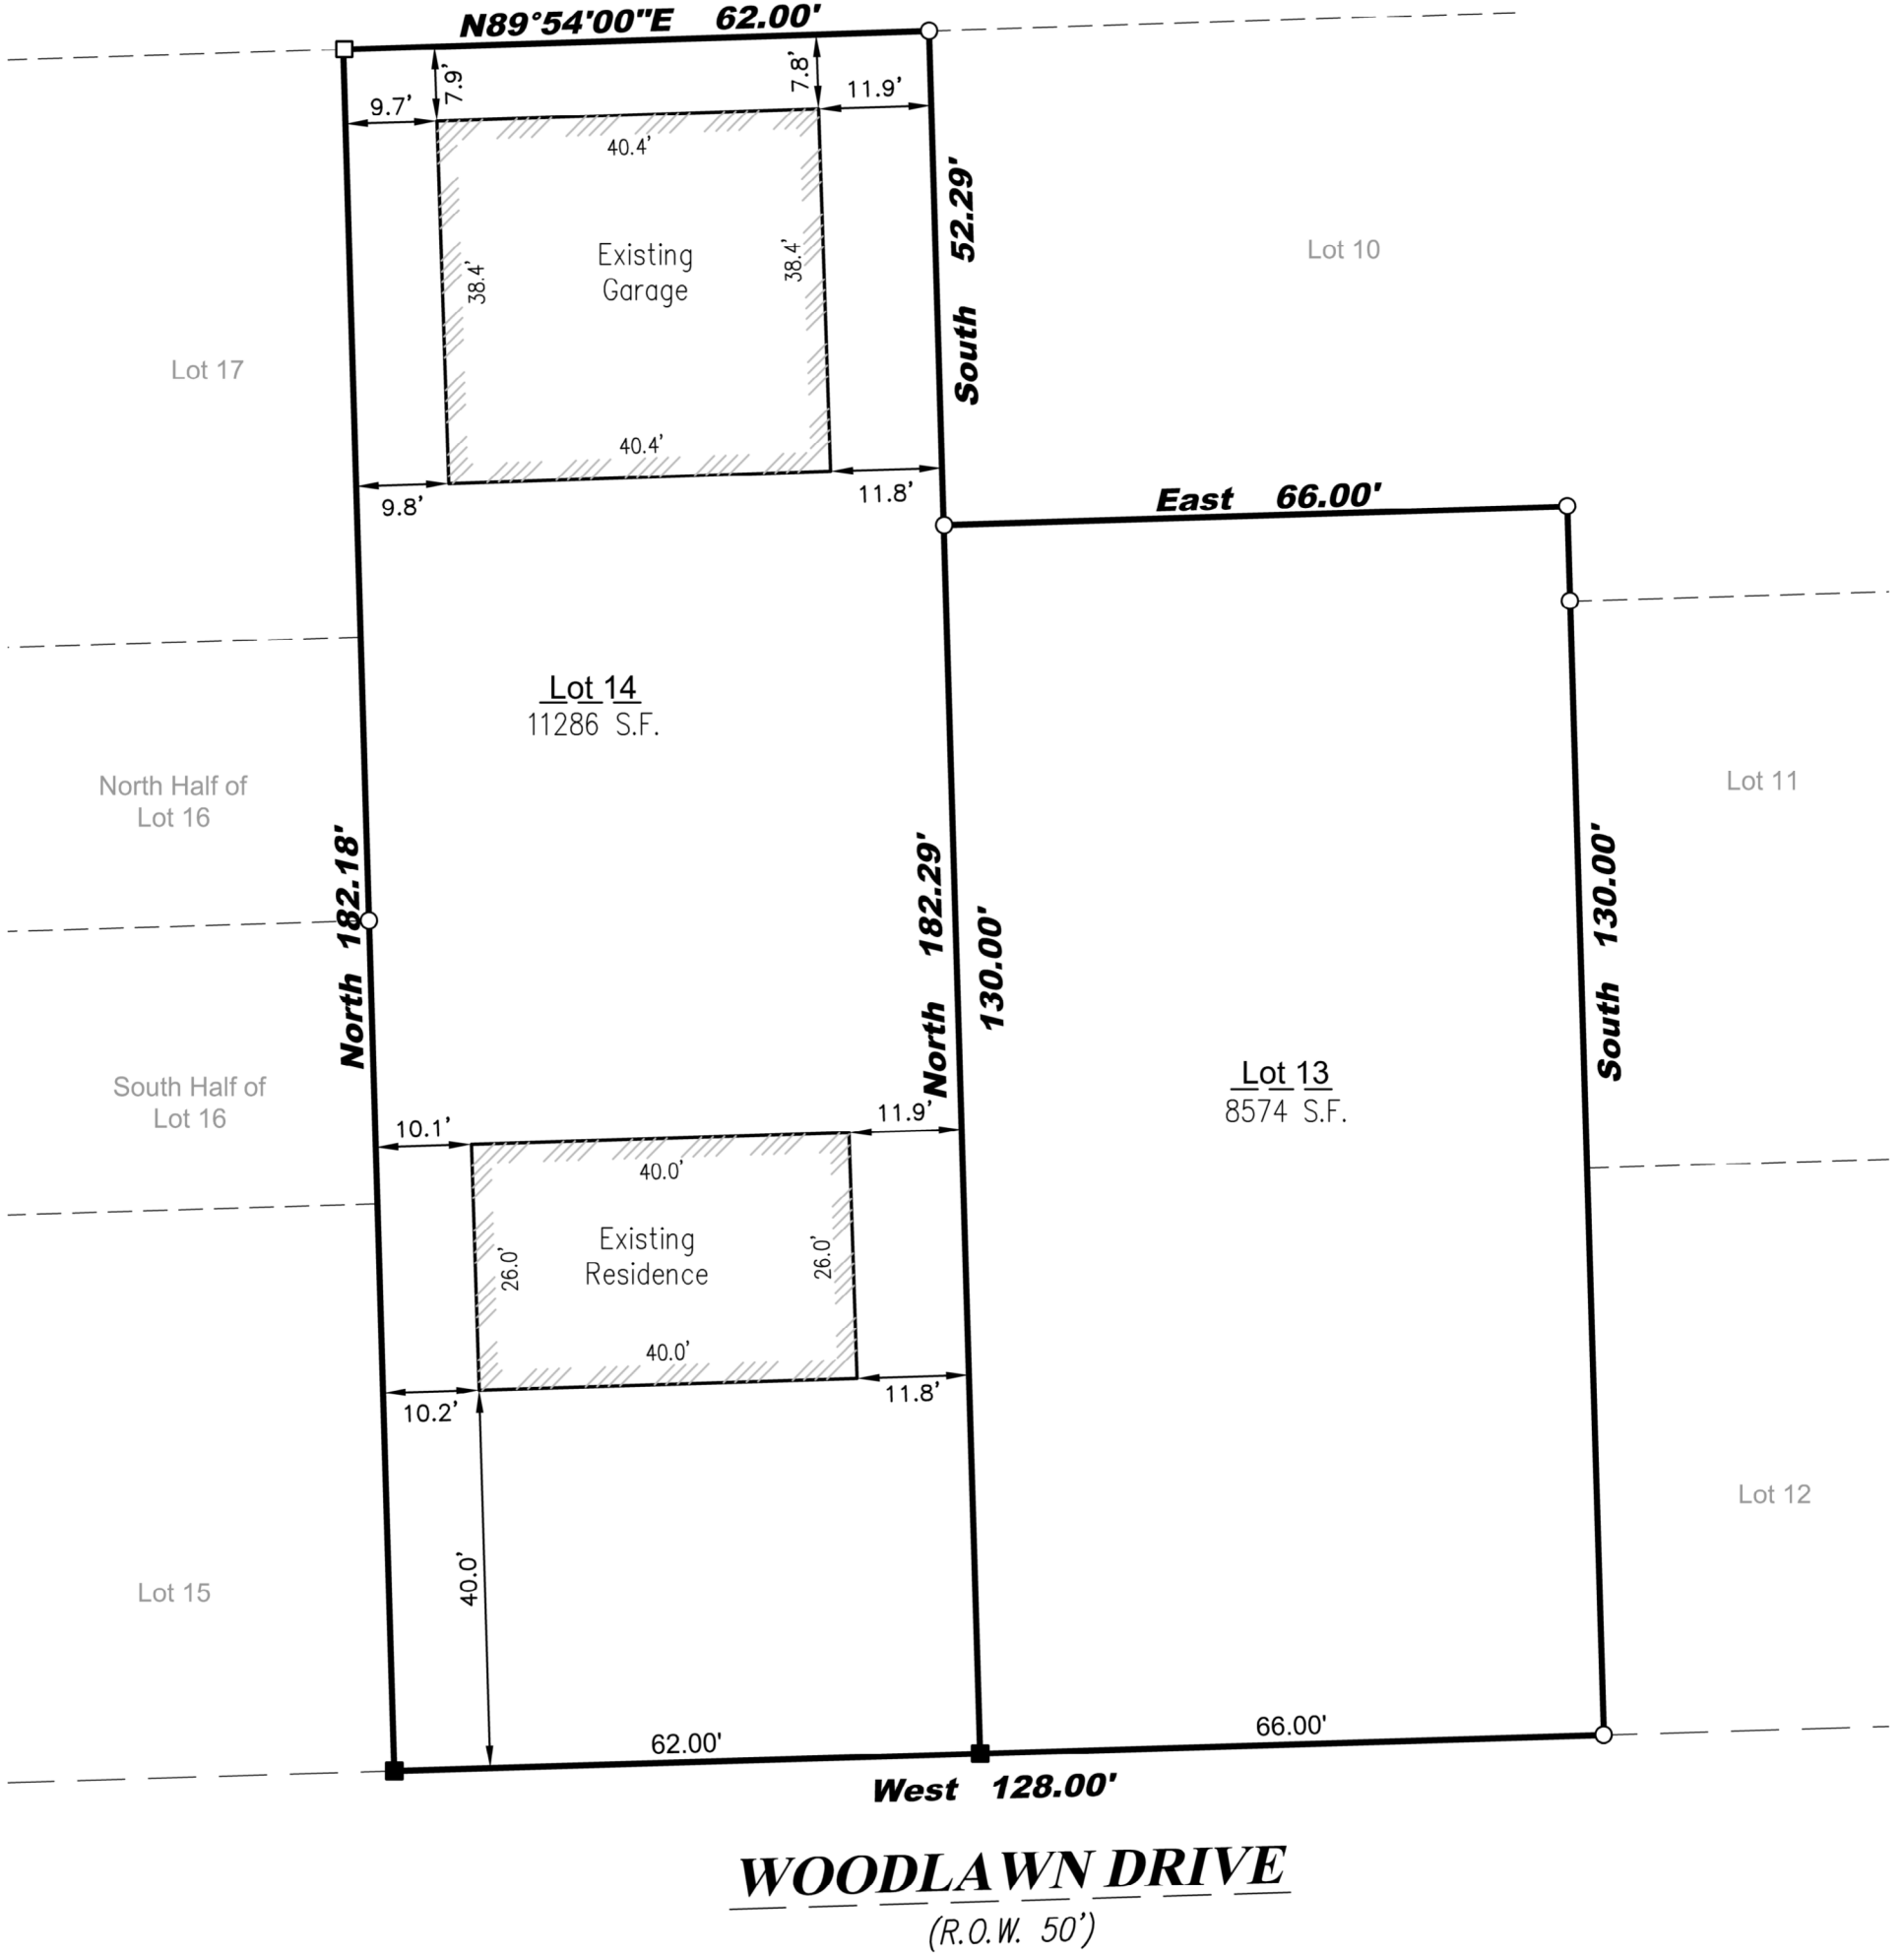 N89°54'00"E 62.00'
7.9'
7.8'
9.7'
11.9'
40.4'
Existing
Garage
38.4'
38.4'
40.4'
9.8'
11.8'
South 52.29'
Lot 10
Lot 17
East 66.00'
Lot 14
11286 S.F.
North Half of
Lot 16
Lot 11
North 182.18'
North 182.29'
130.00'
South 130.00'
South Half of
Lot 16
Lot 13
8574 S.F.
10.1'
11.9'
40.0'
Existing
Residence
26.0'
26.0'
40.0'
10.2'
11.8'
40.0'
Lot 12
Lot 15
62.00'
66.00'
West 128.00'
WOODLAWN DRIVE
(R.O.W. 50')